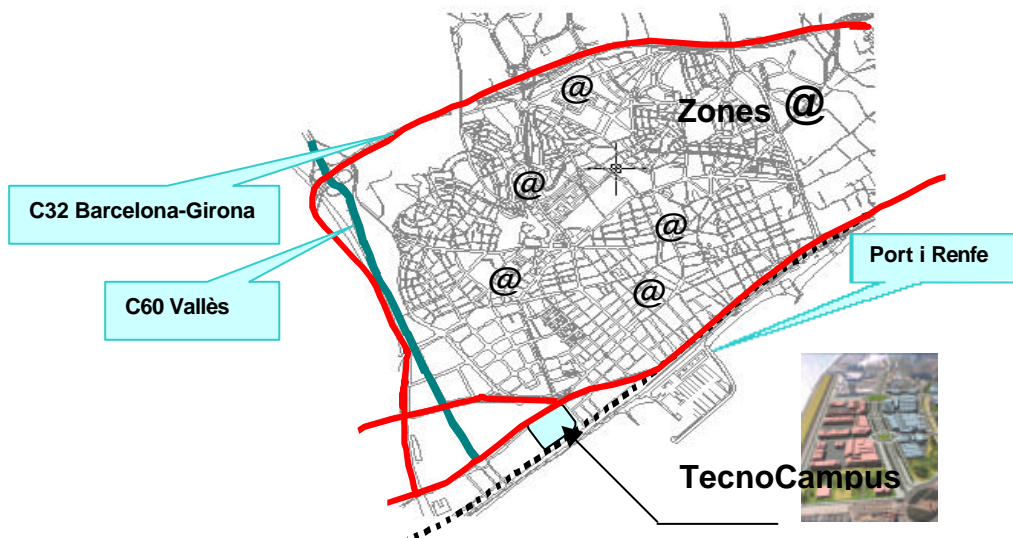 @
Zones @
@
C32 Barcelona-Girona
@
Port i Renfe
@
@
C60 Vallès
TecnoCampus